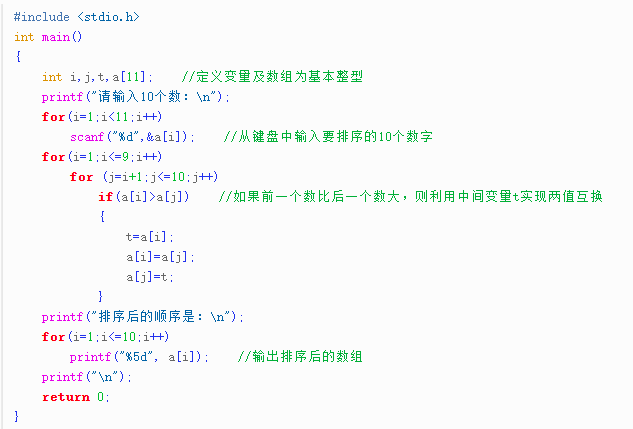 #include <stdio.h>
int main()
{
    int i,j,t,a[11];    //定义变量及数组为基本整型
    printf("请输入10个数：\n");
    for(i=1;i<11;i++)
        scanf("%d",&a[i]);    //从键盘中输入要排序的10个数字
    for(i=1;i<=9;i++)
        for (j=i+1;j<=10;j++)
            if(a[i]>a[j])    //如果前一个数比后一个数大，则利用中间变量t实现两值互换
            {
                t=a[i];
                a[i]=a[j];
                a[j]=t;
            }
    printf("排序后的顺序是：\n");
    for(i=1;i<=10;i++)
        printf("%5d", a[i]);    //输出排序后的数组
    printf("\n");
    return 0;
}